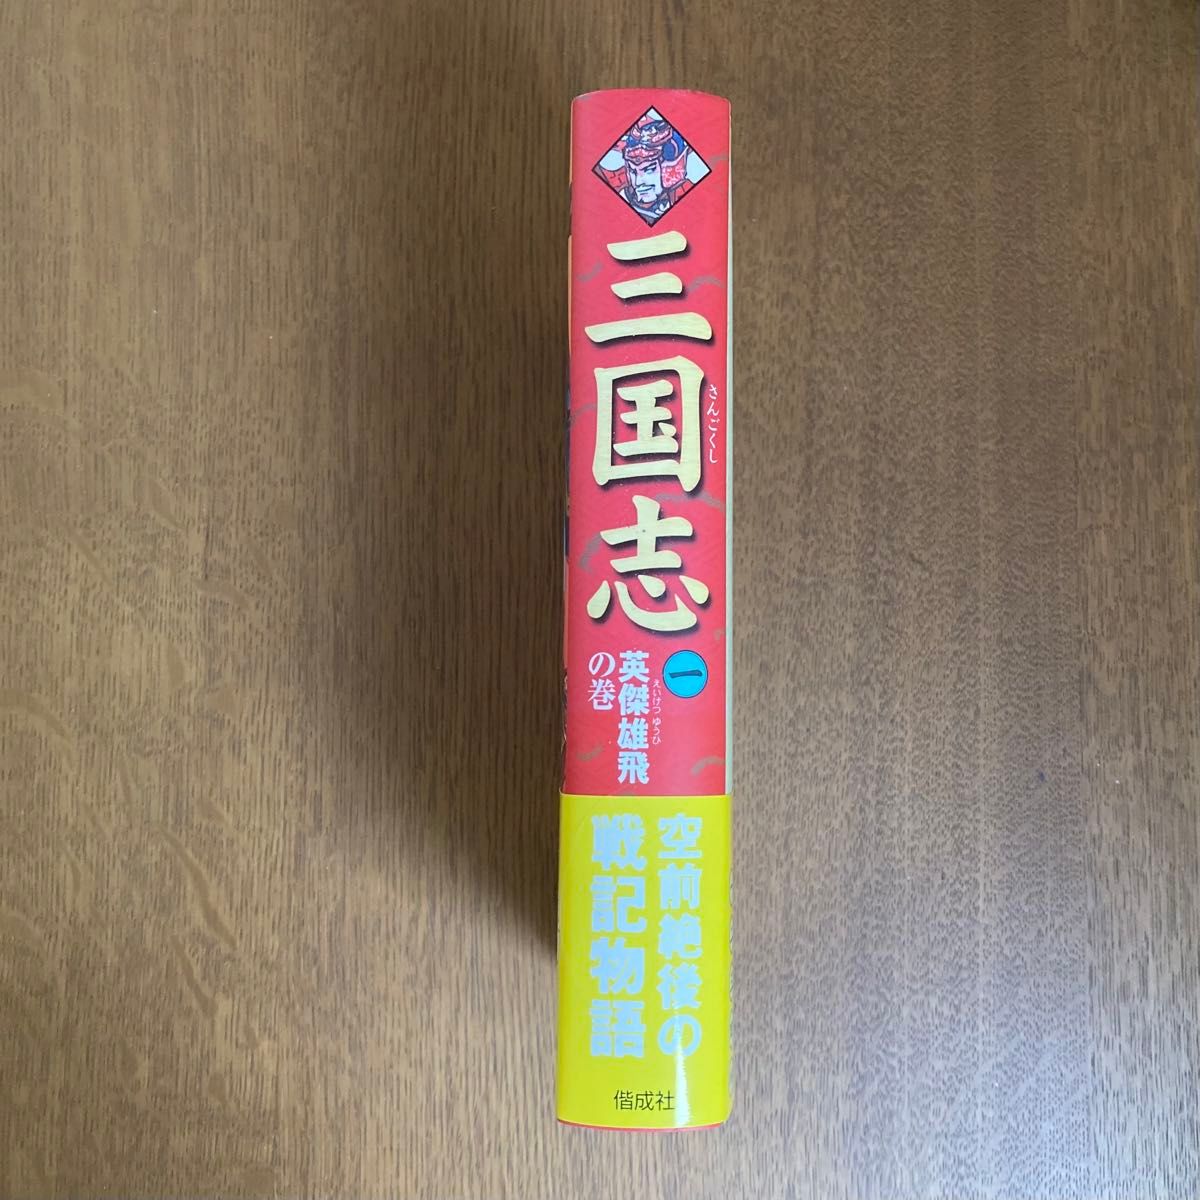 三国志
さんごくし
一
英傑雄飛
えいけつ ゆうひ
の巻
空前絶後の
戦記物語
偕成社